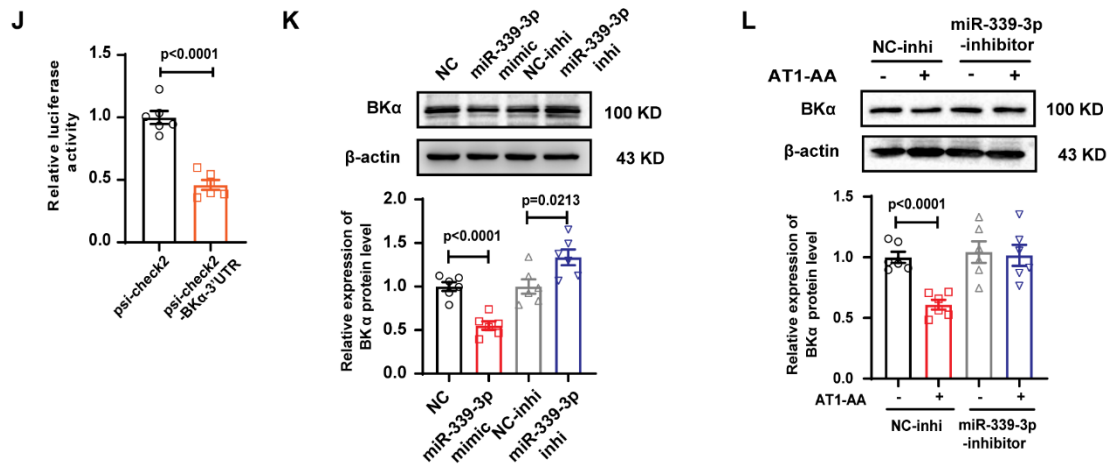 J
p<0.0001
Relative luciferase
activity
1.5
1.0
0.5
0.0
psi-check2
psi-check2
-BKα-3'UTR
K
NC
miR-339-3p
mimic
NC-inhi
miR-339-3p
inhi
BKα
100 KD
β-actin
43 KD
Relative expression of
BK α protein level
2.0
1.5
1.0
0.5
0.0
p<0.0001
p=0.0213
NC
miR-339-3p
mimic
NC-inhi
miR-339-3p
inhi
L
NC-inhi
miR-339-3p
-inhibitor
AT1-AA - + - +
BKα
100 KD
β-actin
43 KD
Relative expression of
BKα protein level
1.5
1.0
0.5
0.0
p<0.0001
AT1-AA - + - +
NC-inhi
miR-339-3p
-inhibitor